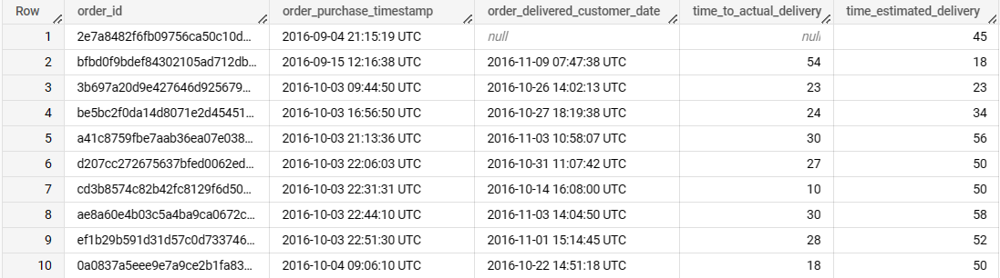 Row order_id order_purchase_timestamp order_delivered_customer_date time_to_actual_delivery time_estimated_delivery
1 2e7a8482f6fb09756ca50c10d... 2016-09-04 21:15:19 UTC null null 45
2 bfbd0f9bdef84302105ad712db... 2016-09-15 12:16:38 UTC 2016-11-09 07:47:38 UTC 54 18
3 3b697a20d9e427646d925679... 2016-10-03 09:44:50 UTC 2016-10-26 14:02:13 UTC 23 23
4 be5bc2f0da14d8071e2d45451... 2016-10-03 16:56:50 UTC 2016-10-27 18:19:38 UTC 24 34
5 a41c8759fbe7aab36ea07e038... 2016-10-03 21:13:36 UTC 2016-11-03 10:58:07 UTC 30 56
6 d207cc272675637bfed0062ed... 2016-10-03 22:06:03 UTC 2016-10-31 11:07:42 UTC 27 50
7 cd3b8574c82b42fc8129f6d50... 2016-10-03 22:31:31 UTC 2016-10-14 16:08:00 UTC 10 50
8 ae8a60e4b03c5a4ba9ca0672c... 2016-10-03 22:44:10 UTC 2016-11-03 14:04:50 UTC 30 58
9 ef1b29b591d31d57c0d733746... 2016-10-03 22:51:30 UTC 2016-11-01 15:14:45 UTC 28 52
10 0a0837a5eee9e7a9ce2b1fa83... 2016-10-04 09:06:10 UTC 2016-10-22 14:51:18 UTC 18 50